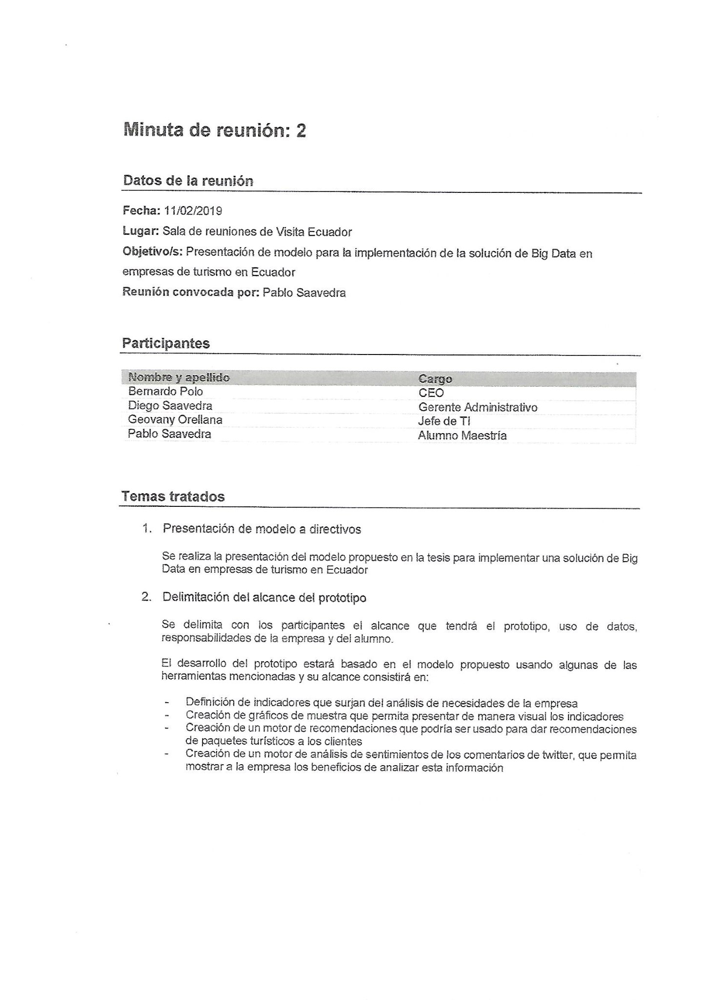 Minuta de reunión: 2
Datos de la reunión
Fecha: 11/02/2019
Lugar: Sala de reuniones de Visita Ecuador
Objetivo/s: Presentación de modelo para la implementación de la solución de Big Data en
empresas de turismo en Ecuador
Reunión convocada por: Pablo Saavedra
Participantes
Nombre y apellido Cargo
Bernardo Polo CEO
Diego Saavedra Gerente Administrativo
Geovany Orellana Jefe de TI
Pablo Saavedra Alumno Maestría
Temas tratados
1. Presentación de modelo a directivos
Se realiza la presentación del modelo propuesto en la tesis para implementar una solución de Big
Data en empresas de turismo en Ecuador
2. Delimitación del alcance del prototipo
Se delimita con los participantes el alcance que tendrá el prototipo, uso de datos,
responsabilidades de la empresa y del alumno.
El desarrollo del prototipo estará basado en el modelo propuesto usando algunas de las
herramientas mencionadas y su alcance consistirá en:
- Definición de indicadores que surjan del análisis de necesidades de la empresa
- Creación de gráficos de muestra que permita presentar de manera visual los indicadores
- Creación de un motor de recomendaciones que podría ser usado para dar recomendaciones
de paquetes turísticos a los clientes
- Creación de un motor de análisis de sentimientos de los comentarios de twitter, que permita
mostrar a la empresa los beneficios de analizar esta información